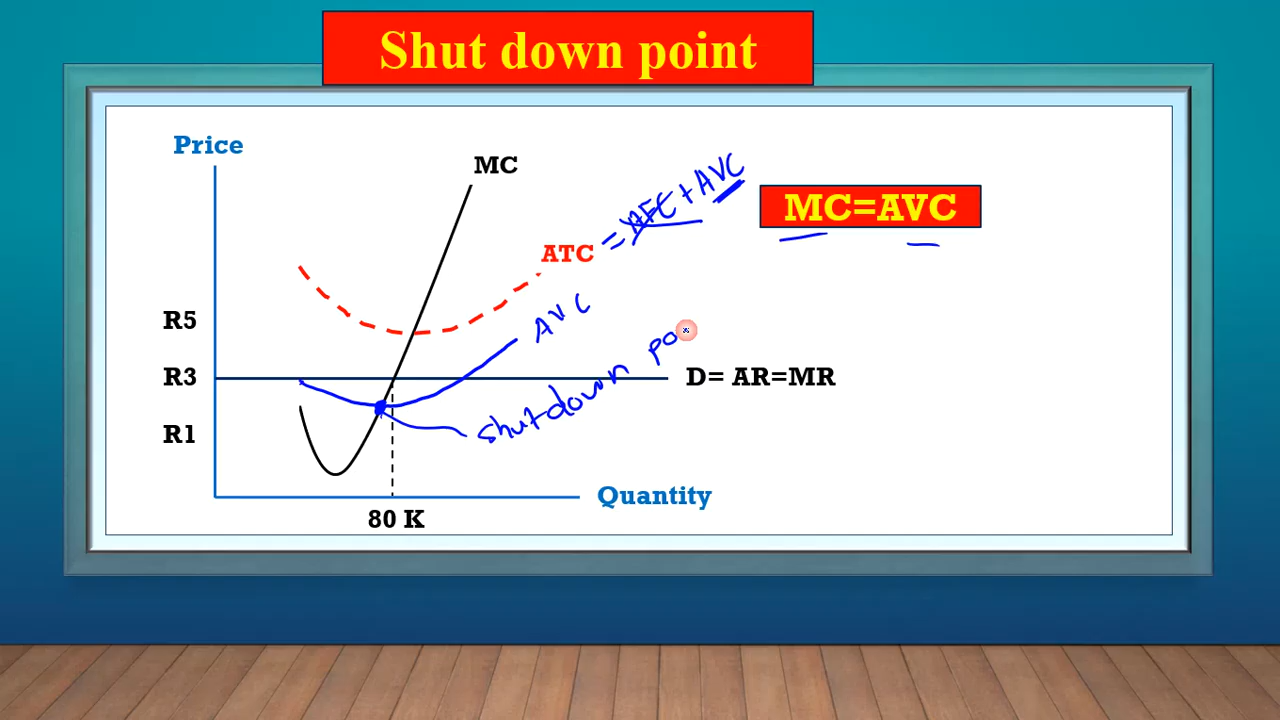 Shut down point
Price
MC
= AFC + AVC
MC=AVC
ATC
AVC
R5
R3
D= AR=MR
shutdown po
R1
Quantity
80 K